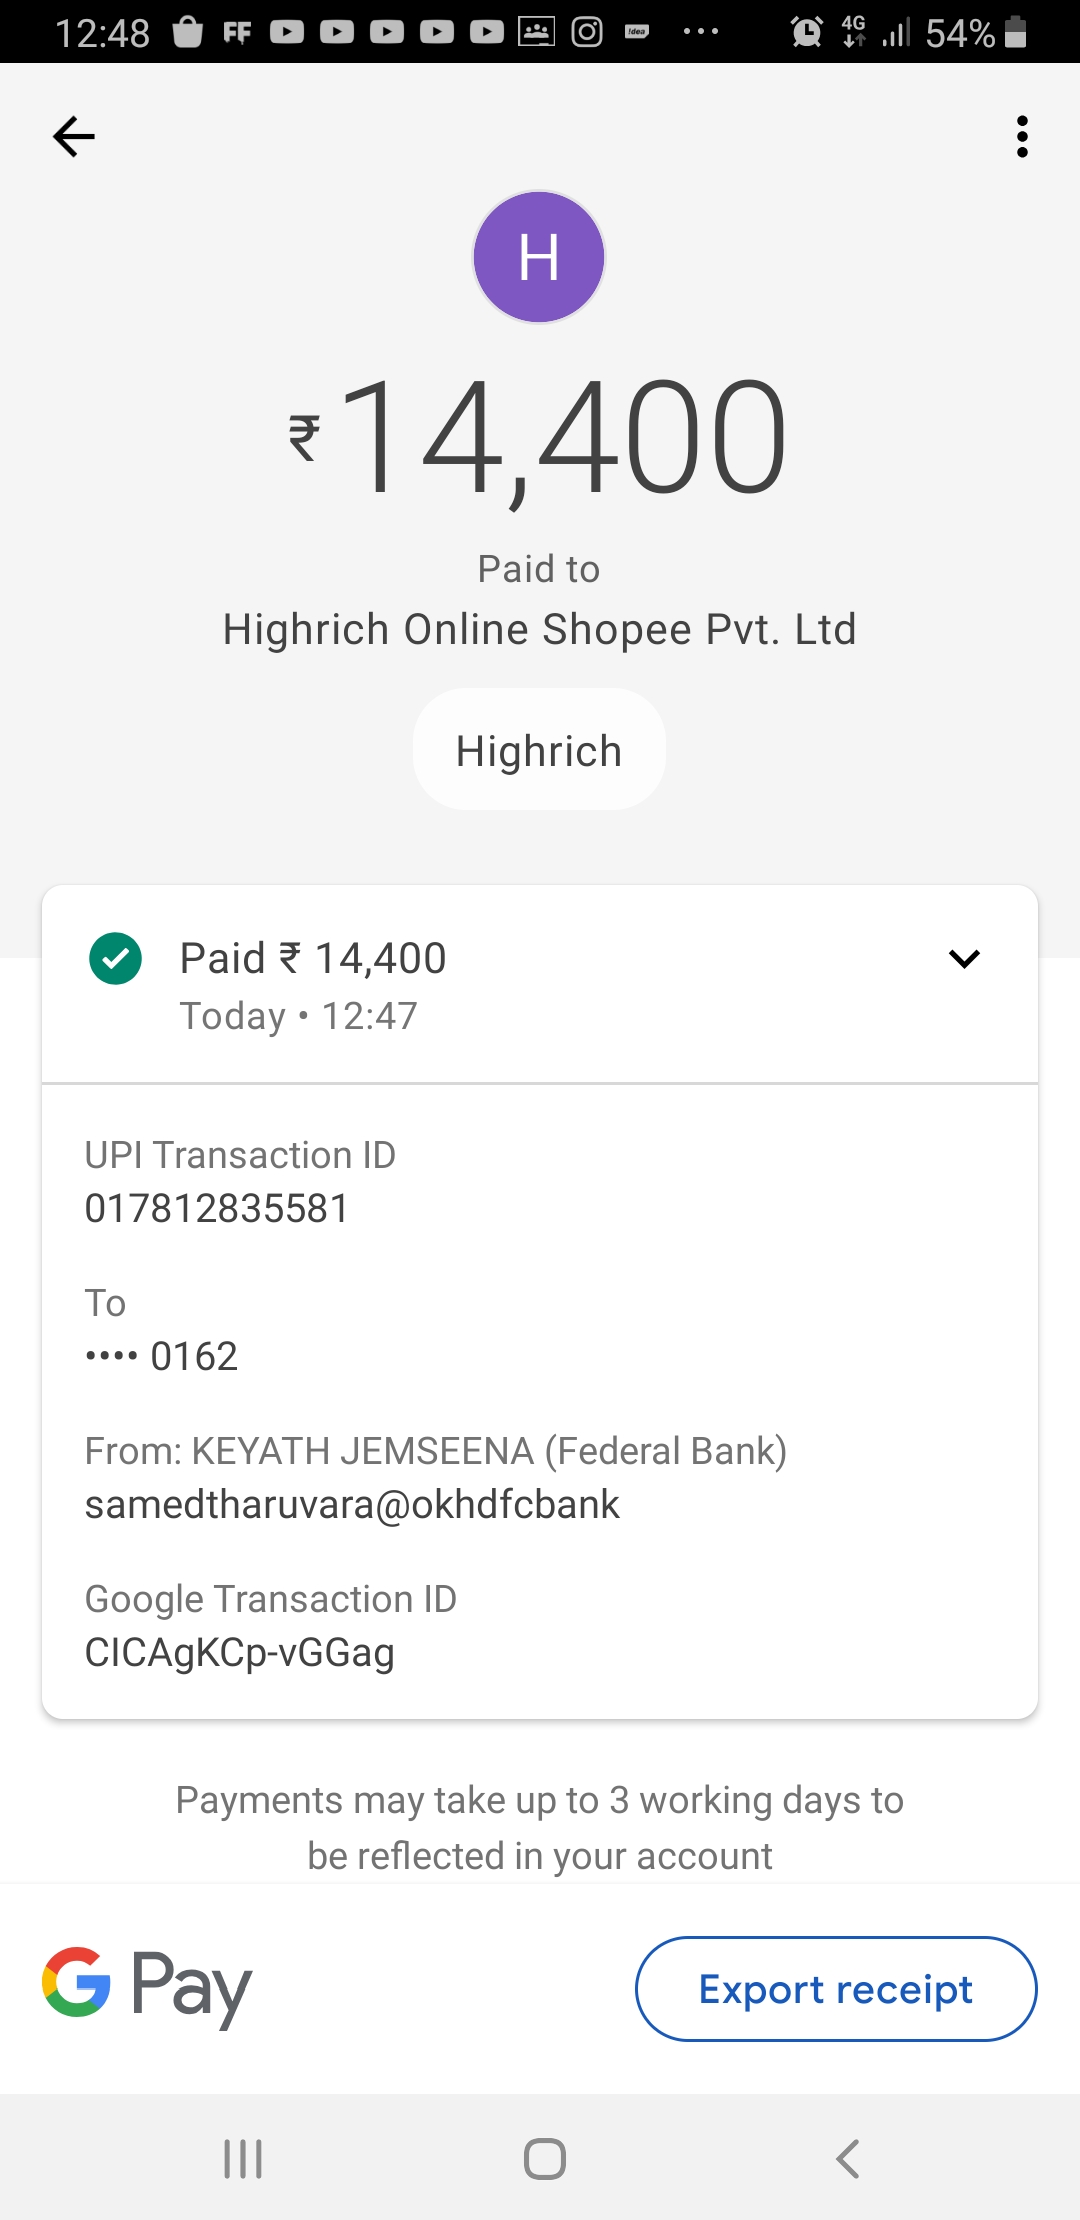 12:48 FF !dea ... 4G 54%
H
₹14,400
Paid to
Highrich Online Shopee Pvt. Ltd
Highrich
Paid ₹ 14,400
Today • 12:47
UPI Transaction ID
017812835581
To
•••• 0162
From: KEYATH JEMSEENA (Federal Bank)
samedtharuvara@okhdfcbank
Google Transaction ID
CICAgKCp-vGGag
Payments may take up to 3 working days to
be reflected in your account
G Pay
Export receipt